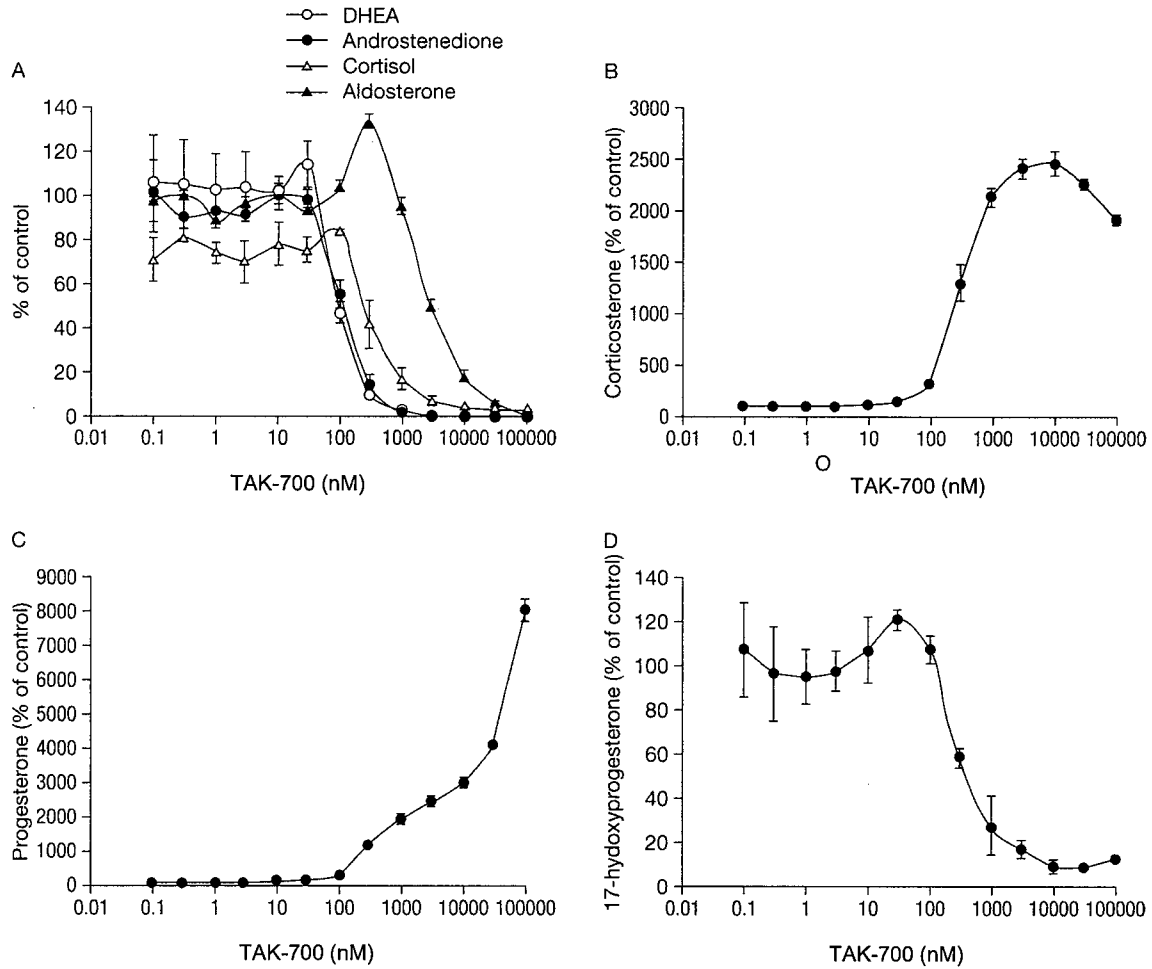 DHEA
Androstenedione
Cortisol
Aldosterone
A
% of control
140
120
100
80
60
40
20
0
0.01 0.1 1 10 100 1000 10000 100000
TAK-700 (nM)
B
Corticosterone (% of control)
3000
2500
2000
1500
1000
500
0
0.01 0.1 1 10 100 1000 10000 100000
O
TAK-700 (nM)
C
Progesterone (% of control)
9000
8000
7000
6000
5000
4000
3000
2000
1000
0
0.01 0.1 1 10 100 1000 10000 100000
TAK-700 (nM)
D
17-hydoxyprogesterone (% of control)
140
120
100
80
60
40
20
0
0.01 0.1 1 10 100 1000 10000 100000
TAK-700 (nM)